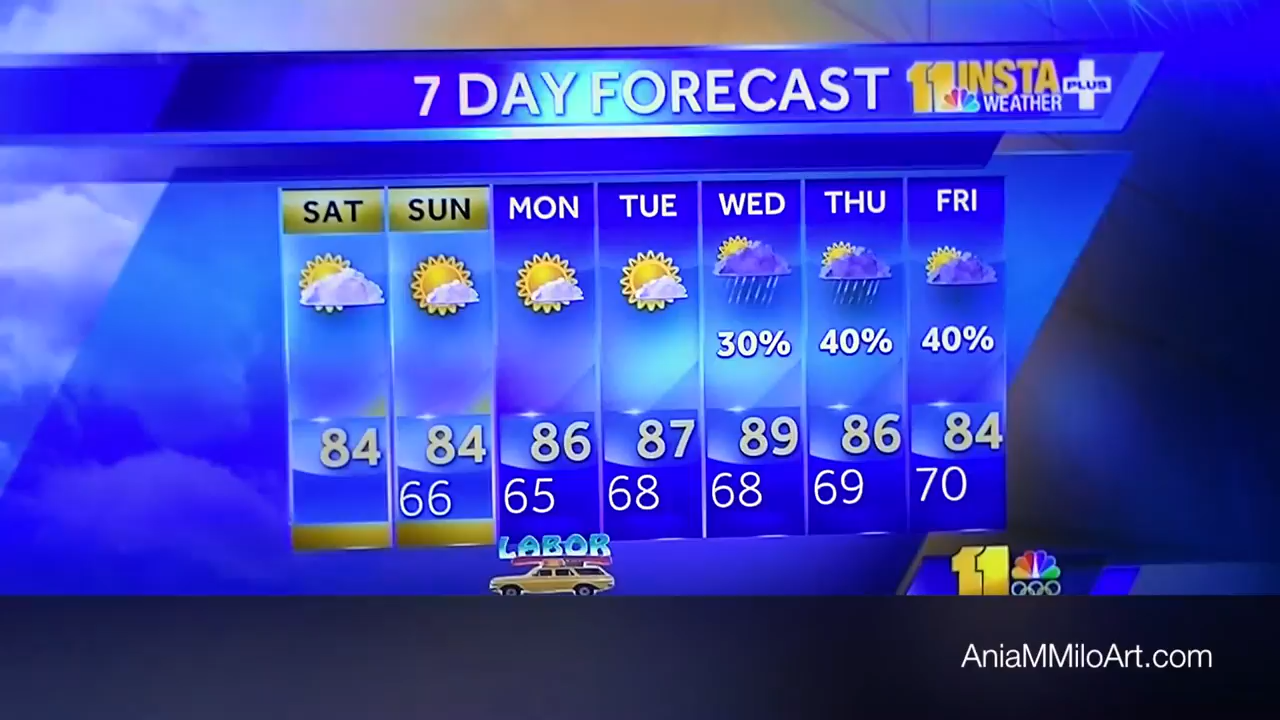 7 DAY FORECAST
11 INSTA
WEATHER
PLUS
SAT SUN MON TUE WED THU FRI
30% 40% 40%
84 84 86 87 89 86 84
66 65 68 68 69 70
LABOR
11
AniaMMiloArt.com